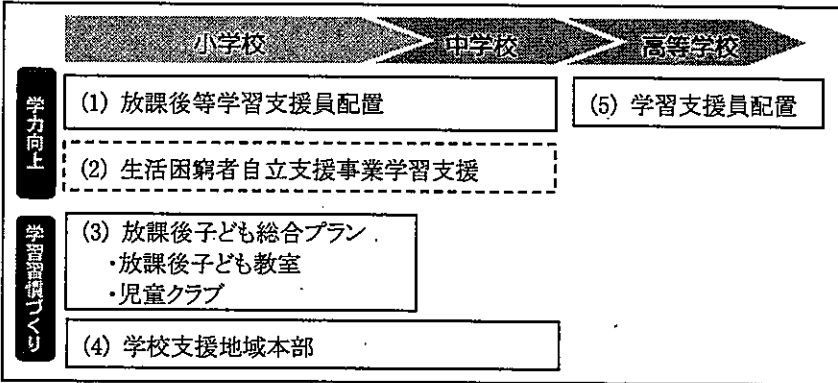 小学校
中学校
高等学校
学力向上
(1) 放課後等学習支援員配置
(5) 学習支援員配置
(2) 生活困窮者自立支援事業学習支援
学習習慣づくり
(3) 放課後子ども総合プラン
・放課後子ども教室
・児童クラブ
(4) 学校支援地域本部